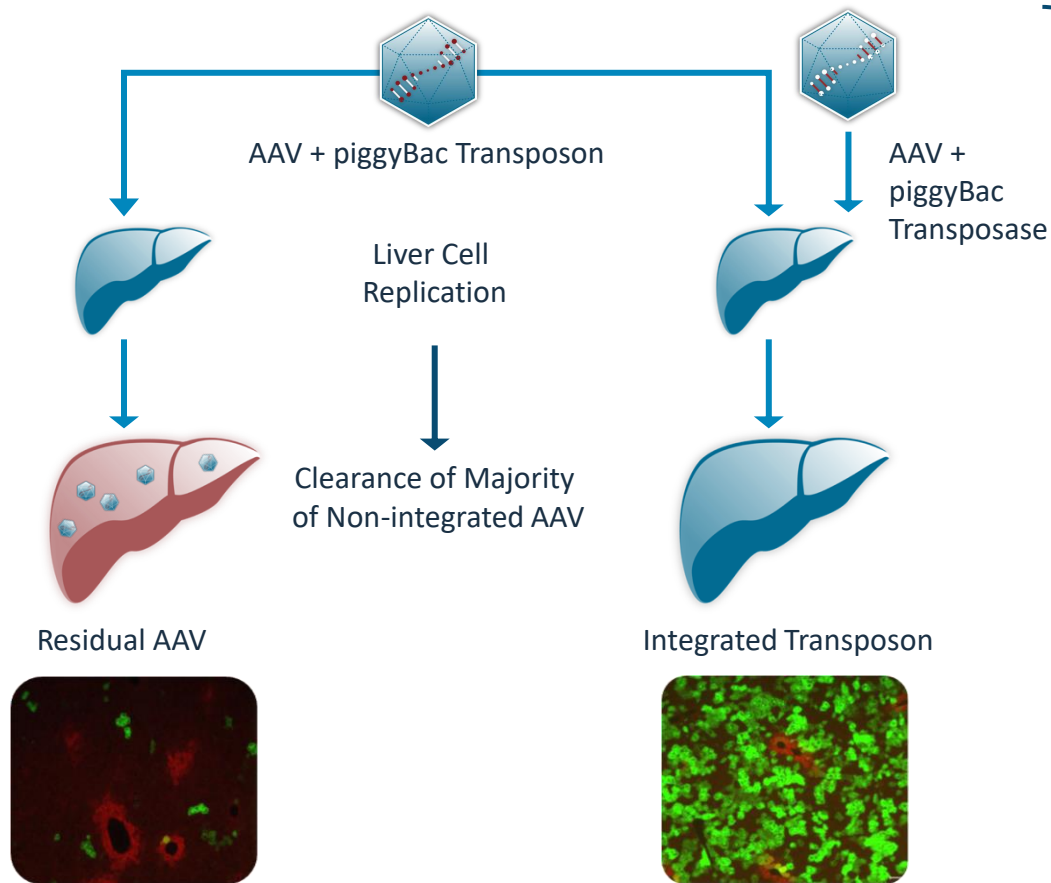 AAV + piggyBac Transposon
AAV +
piggyBac
Transposase
Liver Cell
Replication
Clearance of Majority
of Non-integrated AAV
Residual AAV
Integrated Transposon